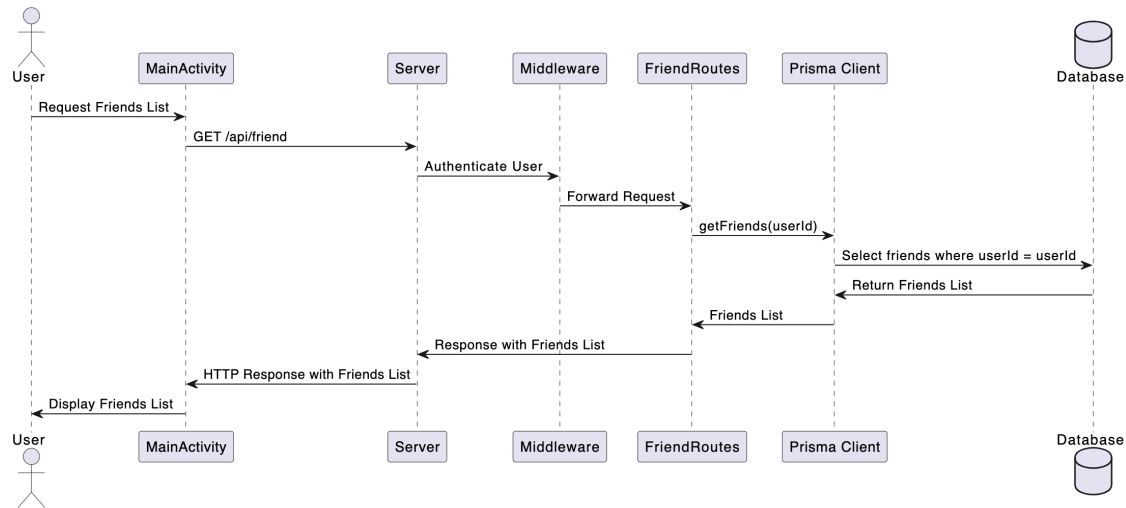 User
MainActivity
Server
Middleware
FriendRoutes
Prisma Client
Database
Request Friends List
GET /api/friend
Authenticate User
Forward Request
getFriends(userId)
Select friends where userId = userId
Return Friends List
Friends List
Response with Friends List
HTTP Response with Friends List
Display Friends List
User
MainActivity
Server
Middleware
FriendRoutes
Prisma Client
Database